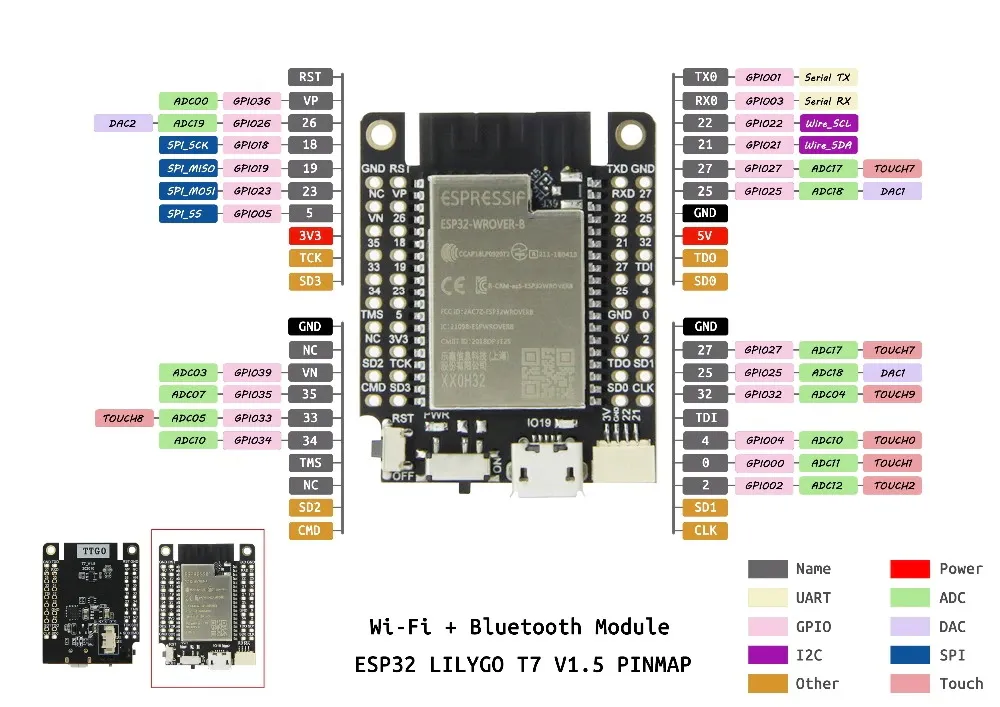 RST
ADC00 GPIO36 VP
DAC2 ADC19 GPIO26 26
SPI_SCK GPIO18 18
SPI_MISO GPIO19 19
SPI_MOSI GPIO23 23
SPI_SS GPIO05 5
3V3
TCK
SD3
GND
NC
ADC03 GPIO39 VN
ADC07 GPIO35 35
TOUCH8 ADC05 GPIO33 33
ADC10 GPIO34 34
TMS
NC
SD2
CMD
GND RST
NC VP
VN 26
35 18
33 19
34 23
TMS 5
NC 3V3
SD2 TCK
CMD SD3
RST
PWR
OFF
ON
IO19
3V
GND
22
21
ESPRESSIF
ESP32-WROVER-B
CE
XX0H32
TXD GND
RXD 27
22 25
21 32
27 TDI
25 4
GND 0
5V 2
TDO SD1
SD0 CLK
TX0 GPIO01 Serial TX
RX0 GPIO03 Serial RX
22 GPIO22 Wire_SCL
21 GPIO21 Wire_SDA
27 GPIO27 ADC17 TOUCH7
25 GPIO25 ADC18 DAC1
GND
5V
TDO
SD0
GND
27 GPIO27 ADC17 TOUCH7
25 GPIO25 ADC18 DAC1
32 GPIO32 ADC04 TOUCH9
TDI
4 GPIO04 ADC10 TOUCH0
0 GPIO00 ADC11 TOUCH1
2 GPIO02 ADC12 TOUCH2
SD1
CLK
TTGO
Wi-Fi + Bluetooth Module
ESP32 LILYGO T7 V1.5 PINMAP
Name Power
UART ADC
GPIO DAC
I2C SPI
Other Touch